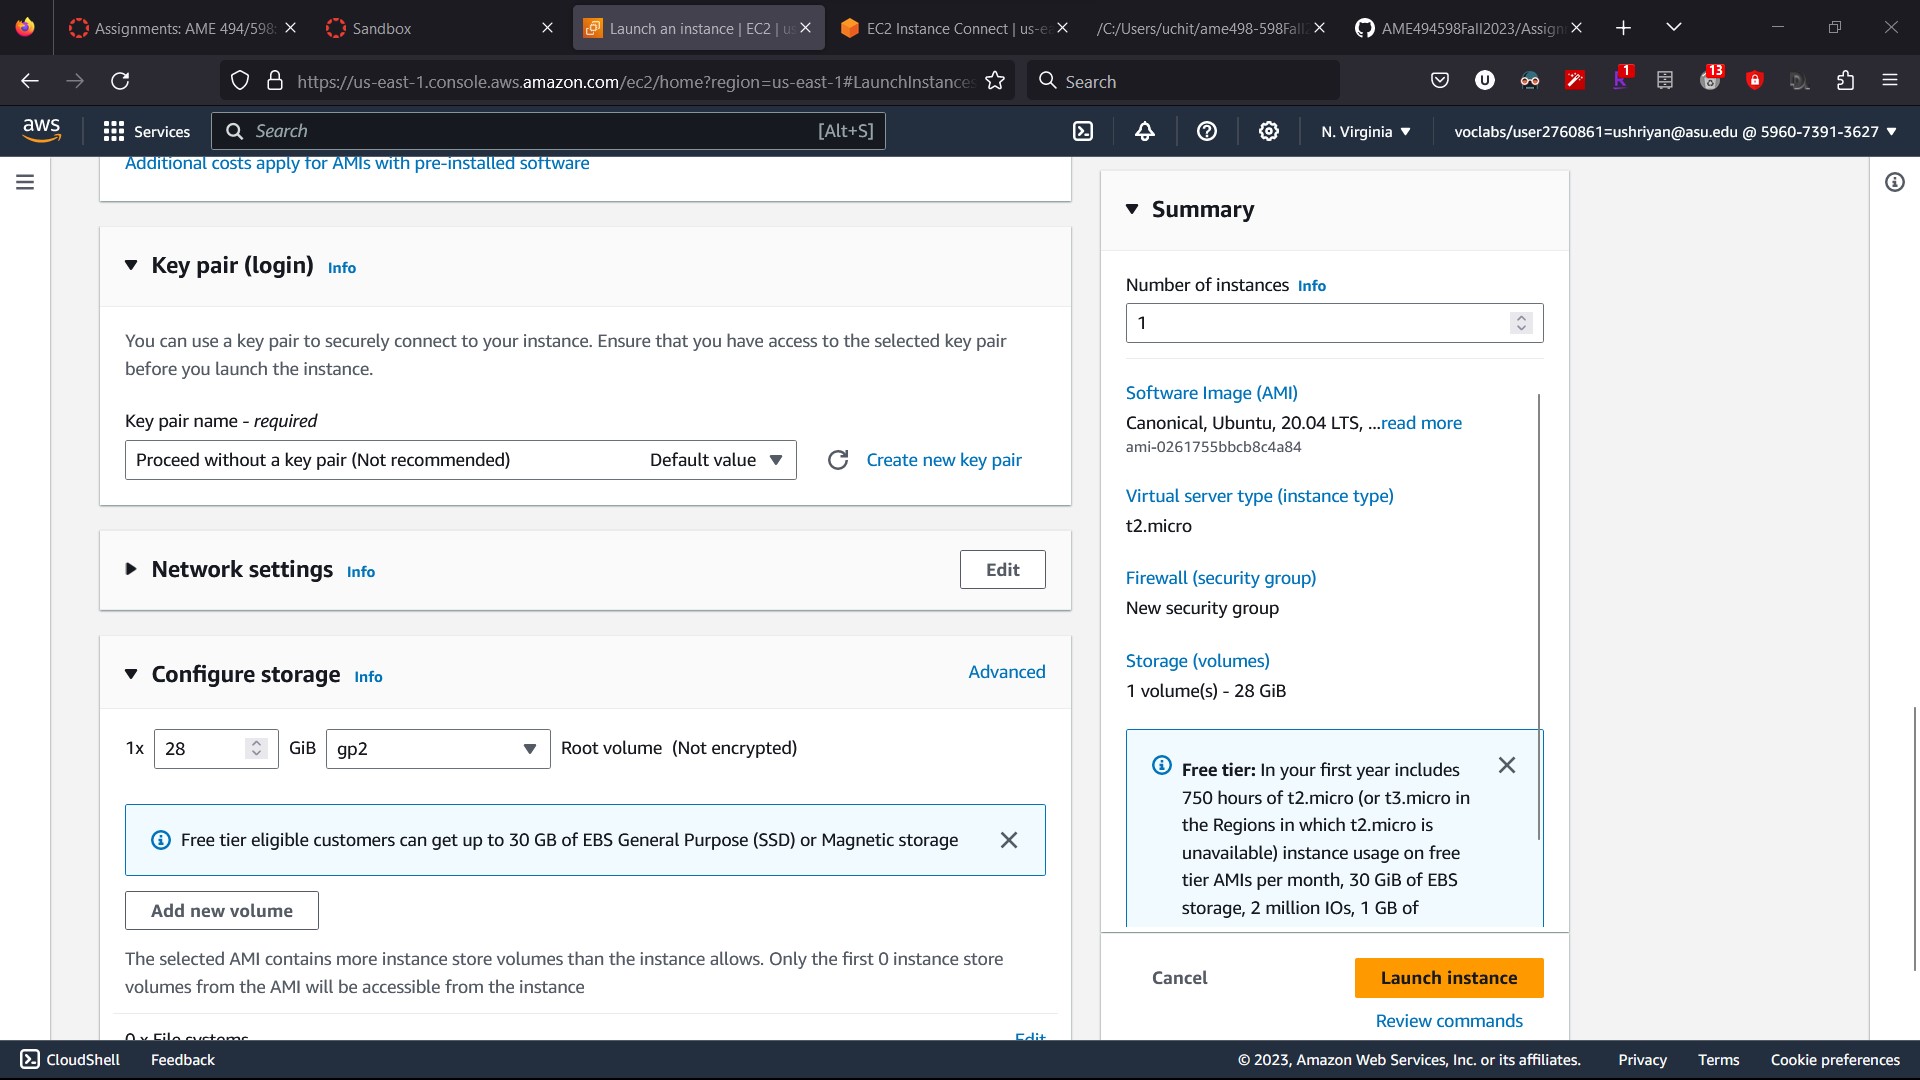 Assignments: AME 494/598:
Sandbox
Launch an instance | EC2 | us
EC2 Instance Connect | us-e
/C:/Users/uchit/ame498-598Fall2
AME494598Fall2023/Assign
https://us-east-1.console.aws.amazon.com/ec2/home?region=us-east-1#LaunchInstances
Search
1
13
aws
Services
Search
[Alt+S]
N. Virginia
voclabs/user2760861=ushriyan@asu.edu @ 5960-7391-3627
Additional costs apply for AMIs with pre-installed software
Key pair (login) Info
You can use a key pair to securely connect to your instance. Ensure that you have access to the selected key pair
before you launch the instance.
Key pair name - required
Proceed without a key pair (Not recommended) Default value
Create new key pair
Network settings Info
Edit
Configure storage Info
Advanced
1x 28 GiB gp2 Root volume (Not encrypted)
Free tier eligible customers can get up to 30 GB of EBS General Purpose (SSD) or Magnetic storage
Add new volume
The selected AMI contains more instance store volumes than the instance allows. Only the first 0 instance store
volumes from the AMI will be accessible from the instance
0 x File systems
Edit
Summary
Number of instances Info
1
Software Image (AMI)
Canonical, Ubuntu, 20.04 LTS, ...read more
ami-0261755bbcb8c4a84
Virtual server type (instance type)
t2.micro
Firewall (security group)
New security group
Storage (volumes)
1 volume(s) - 28 GiB
Free tier: In your first year includes
750 hours of t2.micro (or t3.micro in
the Regions in which t2.micro is
unavailable) instance usage on free
tier AMIs per month, 30 GiB of EBS
storage, 2 million IOs, 1 GB of
Cancel
Launch instance
Review commands
CloudShell
Feedback
© 2023, Amazon Web Services, Inc. or its affiliates.
Privacy
Terms
Cookie preferences